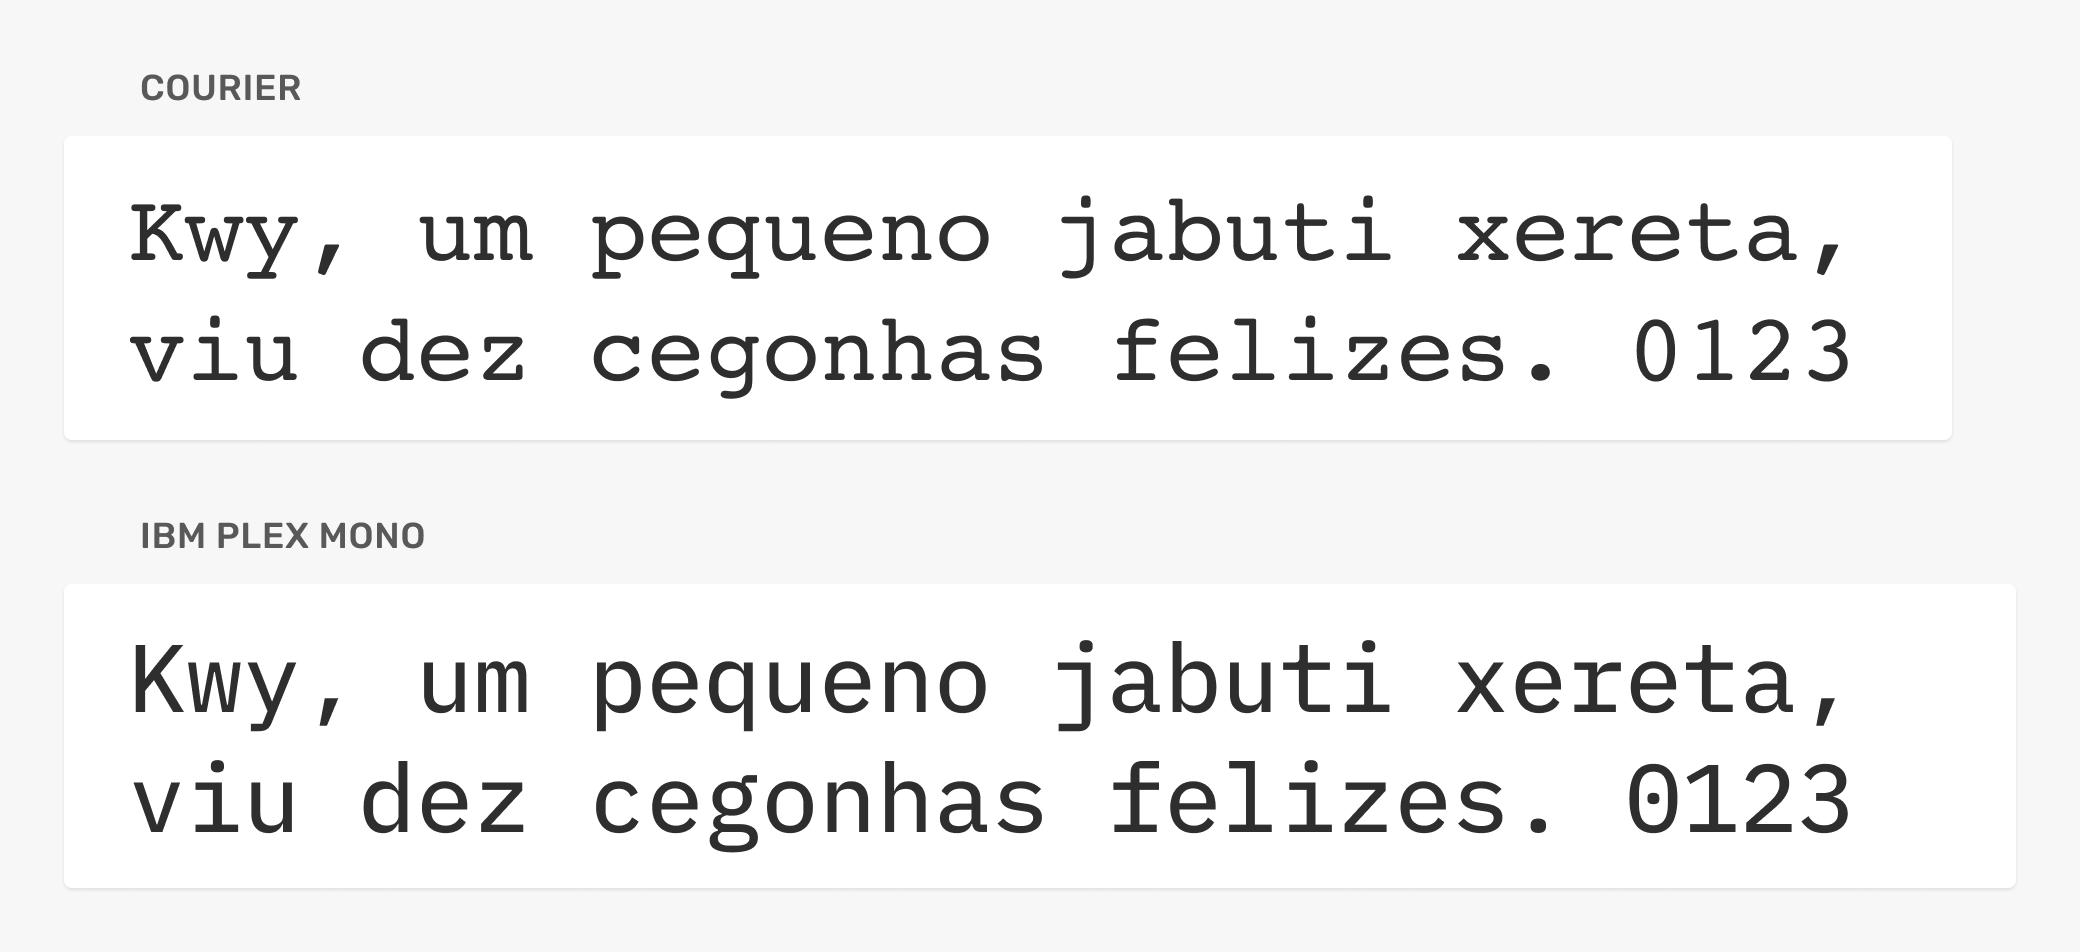 COURIER
Kwy, um pequeno jabuti xereta,
viu dez cegonhas felizes. 0123
IBM PLEX MONO
Kwy, um pequeno jabuti xereta,
viu dez cegonhas felizes. 0123